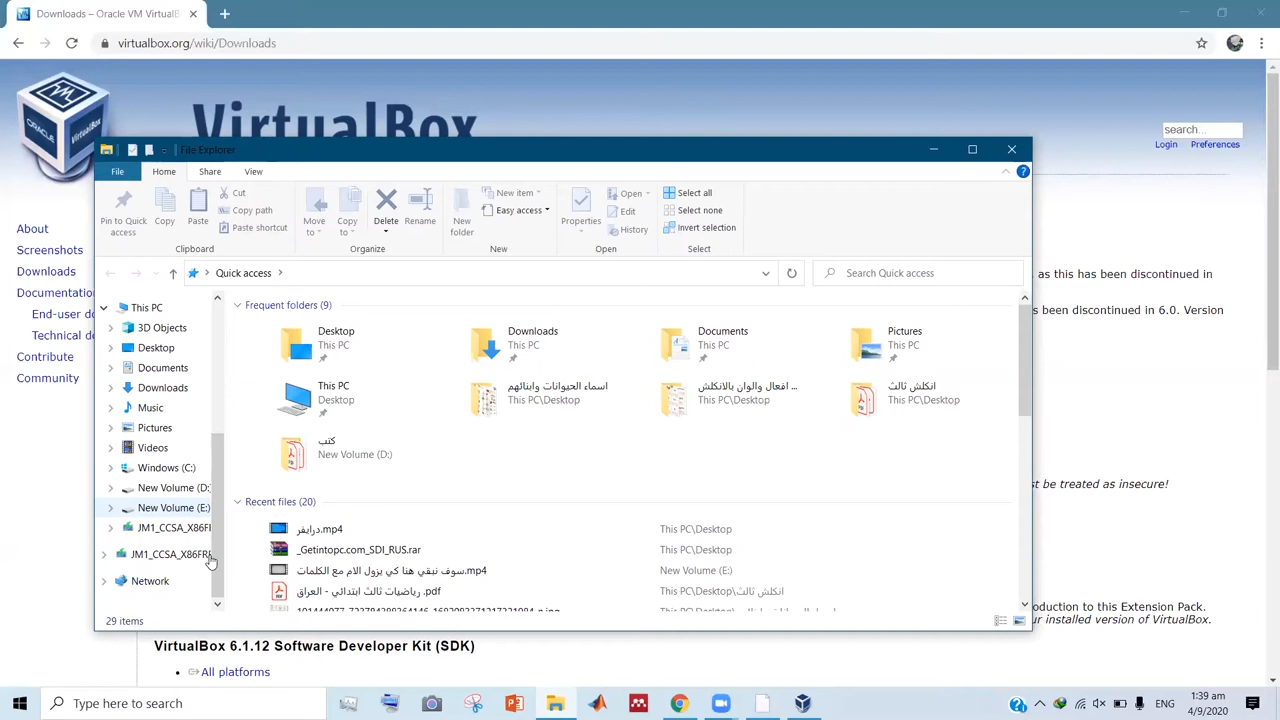 Downloads – Oracle VM VirtualB
virtualbox.org/wiki/Downloads
ORACLE
VirtualBox
search...
Login Preferences
About
Screenshots
Downloads
Documentation
End-user d
Technical d
Contribute
Community
File Explorer
File Home Share View
Pin to Quick access
Copy
Paste
Cut
Copy path
Paste shortcut
Clipboard
Move to
Copy to
Delete
Rename
Organize
New folder
New item
Easy access
New
Properties
Open
Edit
History
Open
Select all
Select none
Invert selection
Select
Quick access
Search Quick access
This PC
3D Objects
Desktop
Documents
Downloads
Music
Pictures
Videos
Windows (C:)
New Volume (D:
New Volume (E:)
JM1_CCSA_X86F
JM1_CCSA_X86FR
Network
Frequent folders (9)
Desktop
This PC
Downloads
This PC
Documents
This PC
Pictures
This PC
This PC
Desktop
اسماء الحيوانات وابنائهم
This PC\Desktop
افعال والوان بالانكلش ...
This PC\Desktop
انكلش ثالث
This PC\Desktop
كتب
New Volume (D:)
Recent files (20)
درايفر.mp4
This PC\Desktop
_Getintopc.com_SDI_RUS.rar
This PC\Desktop
سوف نبقي هنا كي يزول الام مع الكلمات.mp4
New Volume (E:)
رياضيات ثالث ابتدائي - العراق.pdf
This PC\Desktop\انكلش ثالث
29 items
as this has been discontinued in
been discontinued in 6.0. Version
t be treated as insecure!
oduction to this Extension Pack.
ur installed version of VirtualBox.
VirtualBox 6.1.12 Software Developer Kit (SDK)
All platforms
Type here to search
ENG
1:39 am
4/9/2020